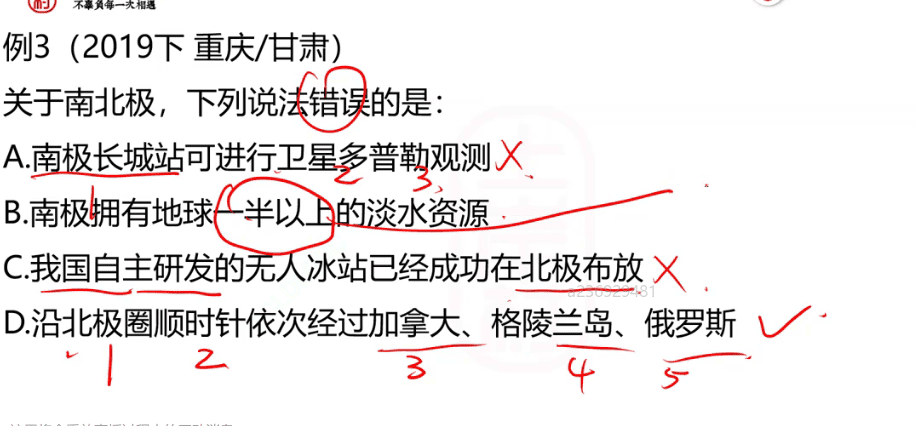 村 不辜负每一次相遇
例3（2019下 重庆/甘肃）
关于南北极，下列说法错误的是：
A.南极长城站可进行卫星多普勒观测 X
1 2 3
B.南极拥有地球一半以上的淡水资源
C.我国自主研发的无人冰站已经成功在北极布放 X
a236929481
D.沿北极圈顺时针依次经过加拿大、格陵兰岛、俄罗斯 ✓
1 2 3 4 5